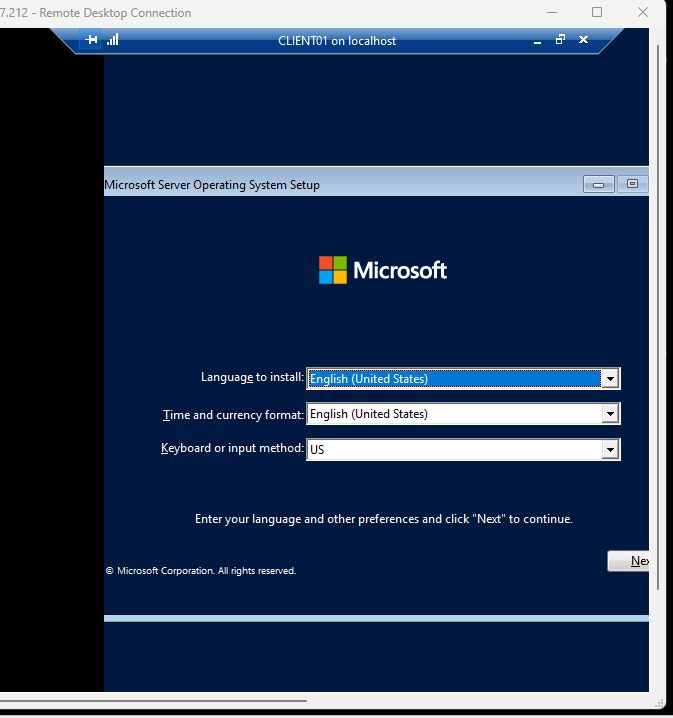 7.212 - Remote Desktop Connection
CLIENT01 on localhost
Microsoft Server Operating System Setup
Microsoft
Language to install: English (United States)
Time and currency format: English (United States)
Keyboard or input method: US
Enter your language and other preferences and click "Next" to continue.
Nex
© Microsoft Corporation. All rights reserved.